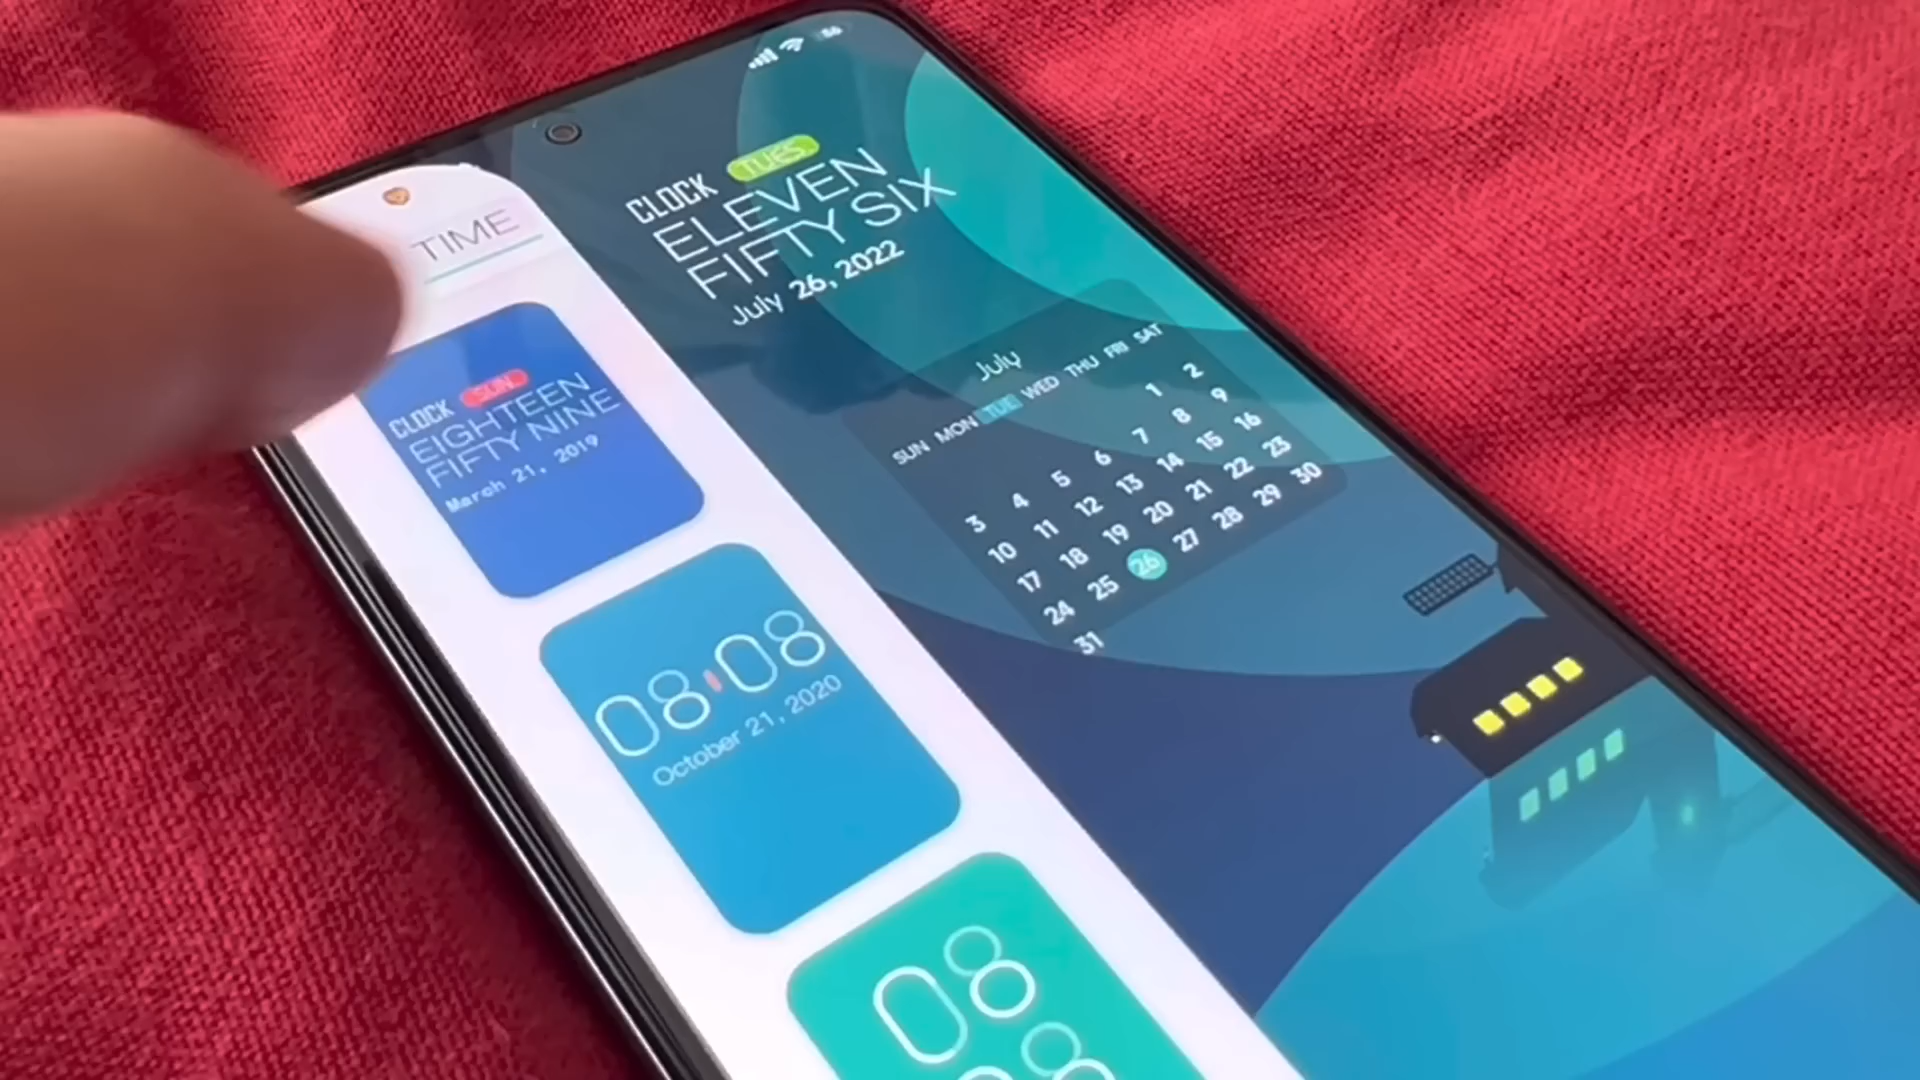 56
TIME
CLOCK SUN
EIGHTEEN
FIFTY NINE
March 21, 2019
08:08
October 21, 2020
08
CLOCK TUES
ELEVEN
FIFTY SIX
July 26, 2022
July
SUN MON TUE WED THU FRI SAT
1 2
3 4 5 6 7 8 9
10 11 12 13 14 15 16
17 18 19 20 21 22 23
24 25 26 27 28 29 30
31